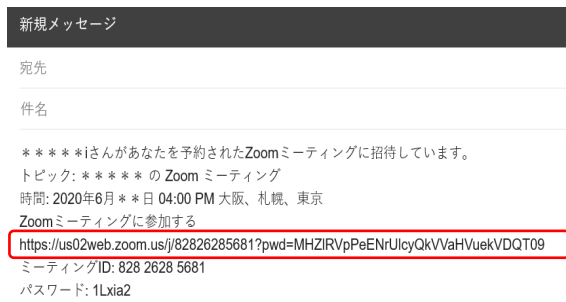 新規メッセージ
宛先
件名
＊＊＊＊＊iさんがあなたを予約されたZoomミーティングに招待しています。
トピック: ＊＊＊＊＊ の Zoom ミーティング
時間: 2020年6月＊＊日 04:00 PM 大阪、札幌、東京
Zoomミーティングに参加する
https://us02web.zoom.us/j/82826285681?pwd=MHZlRVpPeENrUlcyQkVVaHVuekVDQT09
ミーティングID: 828 2628 5681
パスワード: 1Lxia2